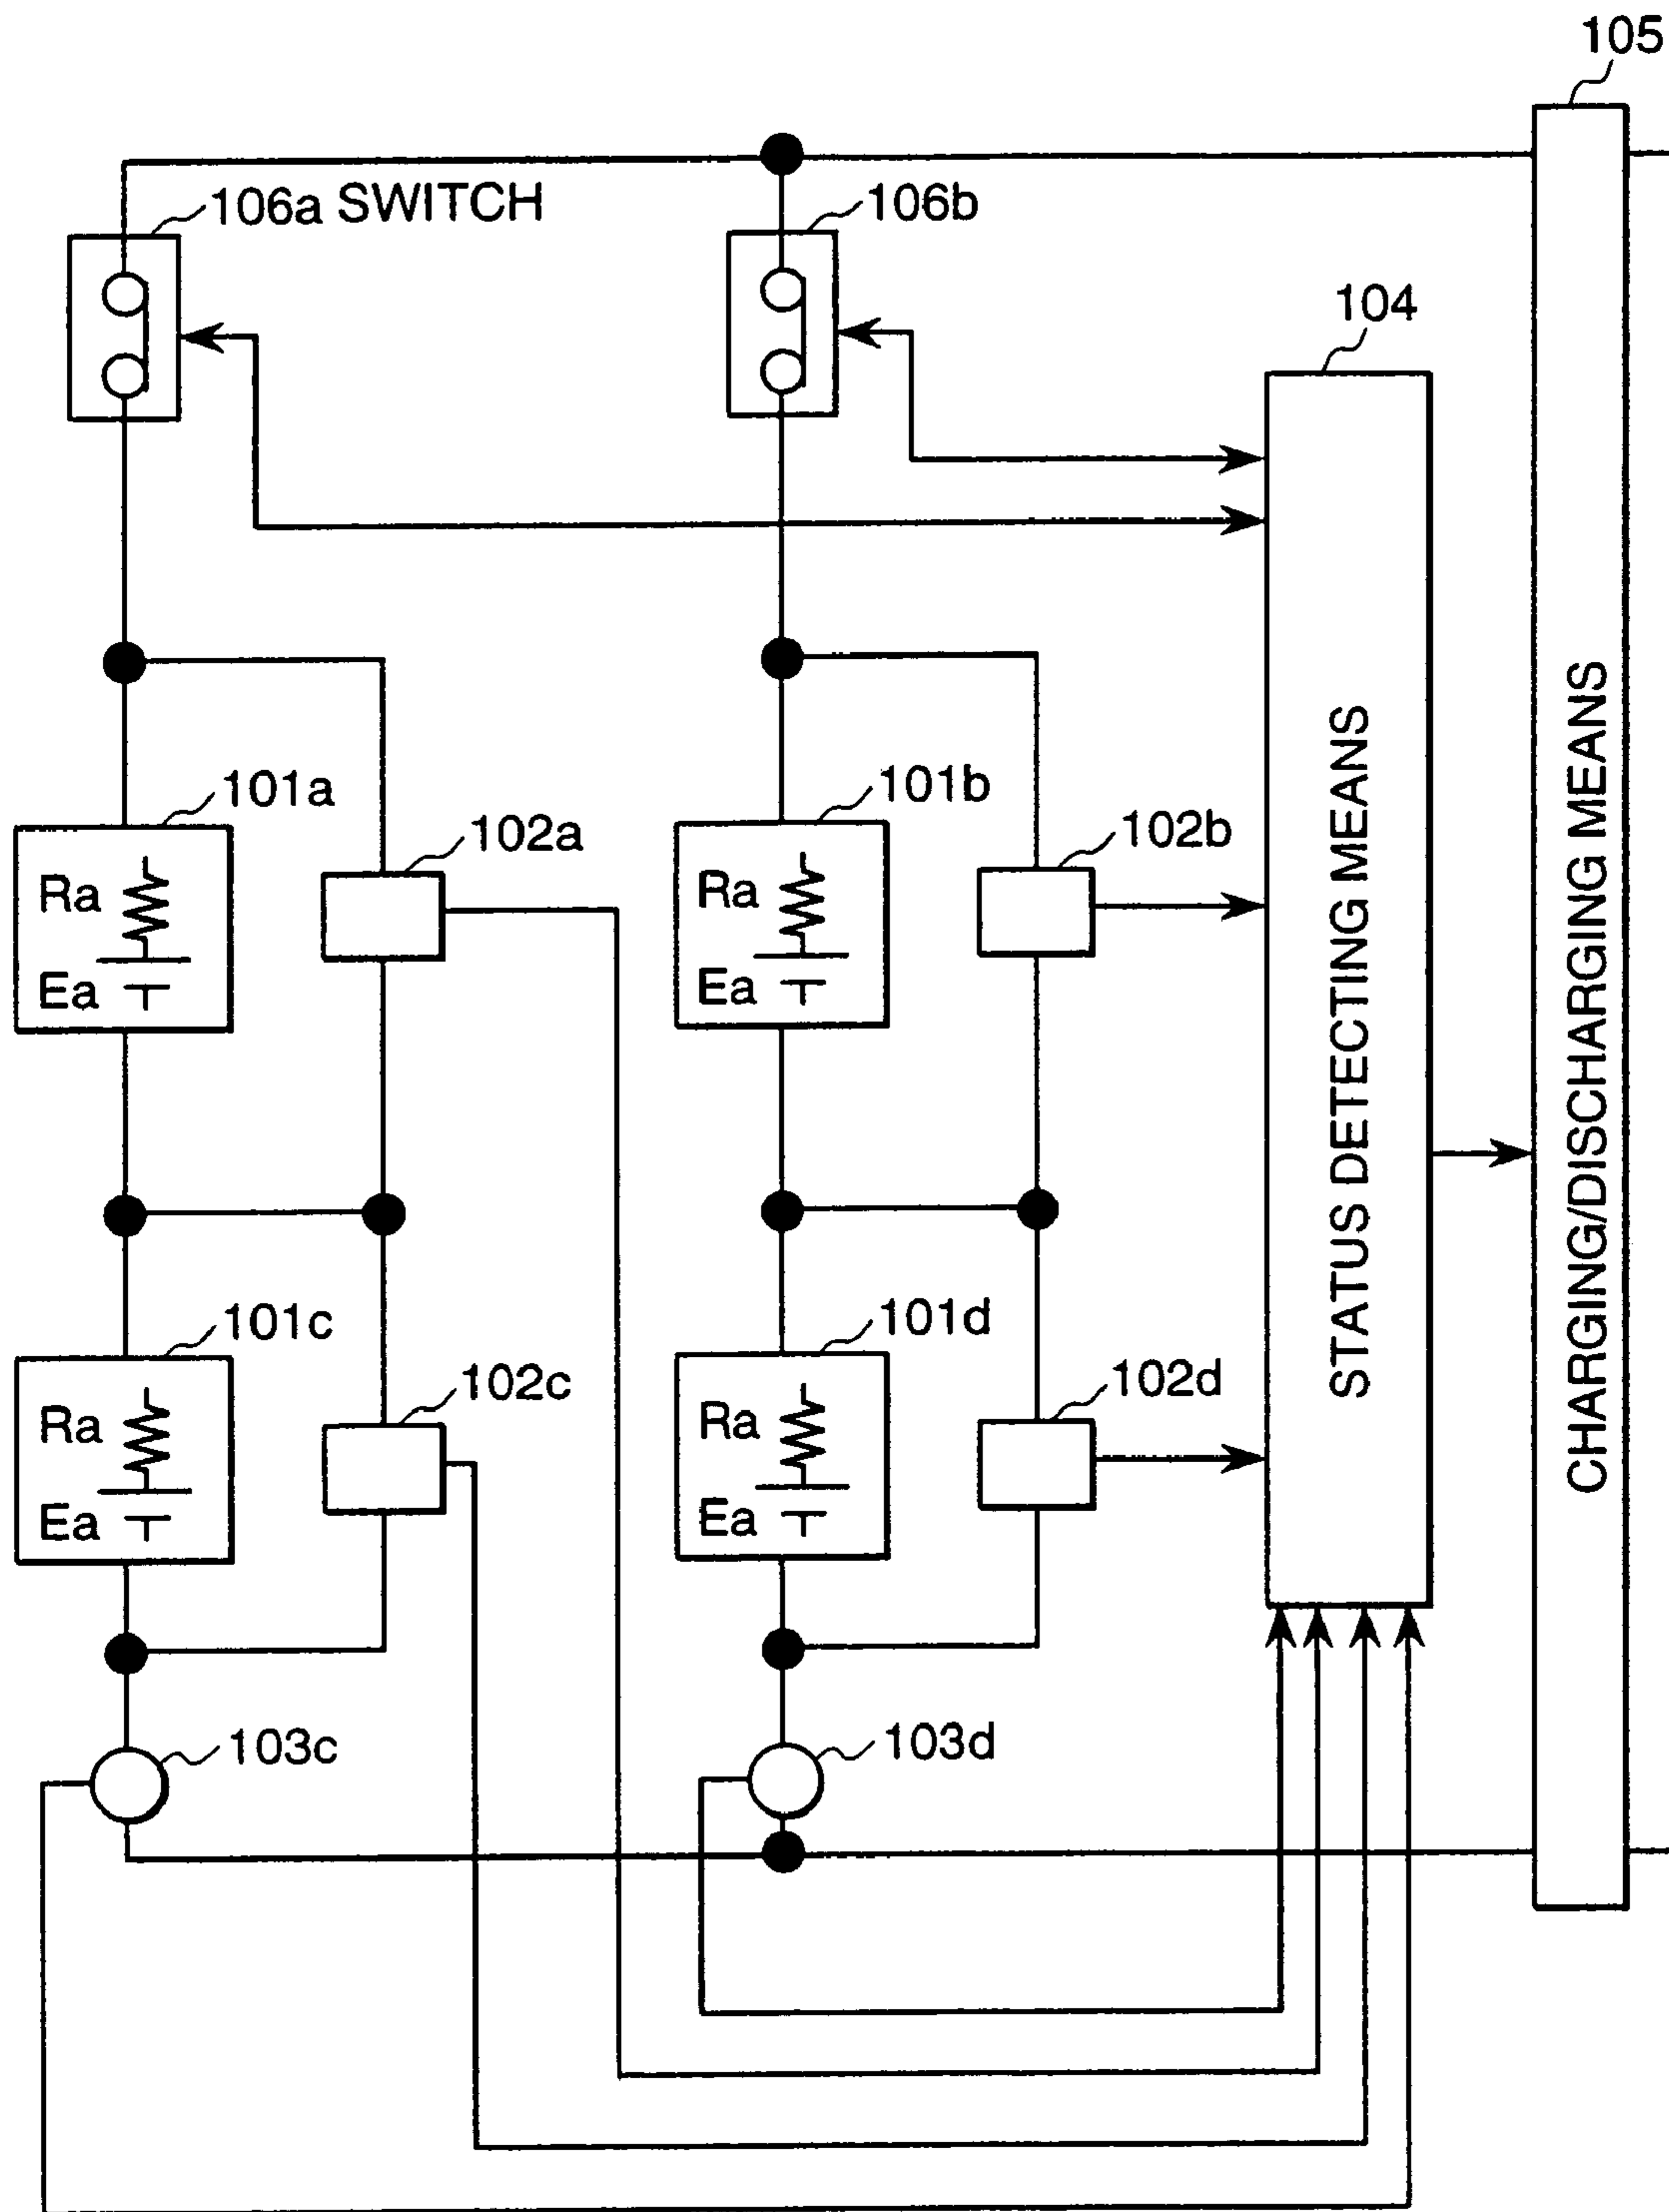 105
106a SWITCH
106b
104
101a
102a
101b
102b
Ra
Ea
Ra
Ea
STATUS DETECTING MEANS
CHARGING/DISCHARGING MEANS
101c
102c
101d
102d
Ra
Ea
Ra
Ea
103c
103d